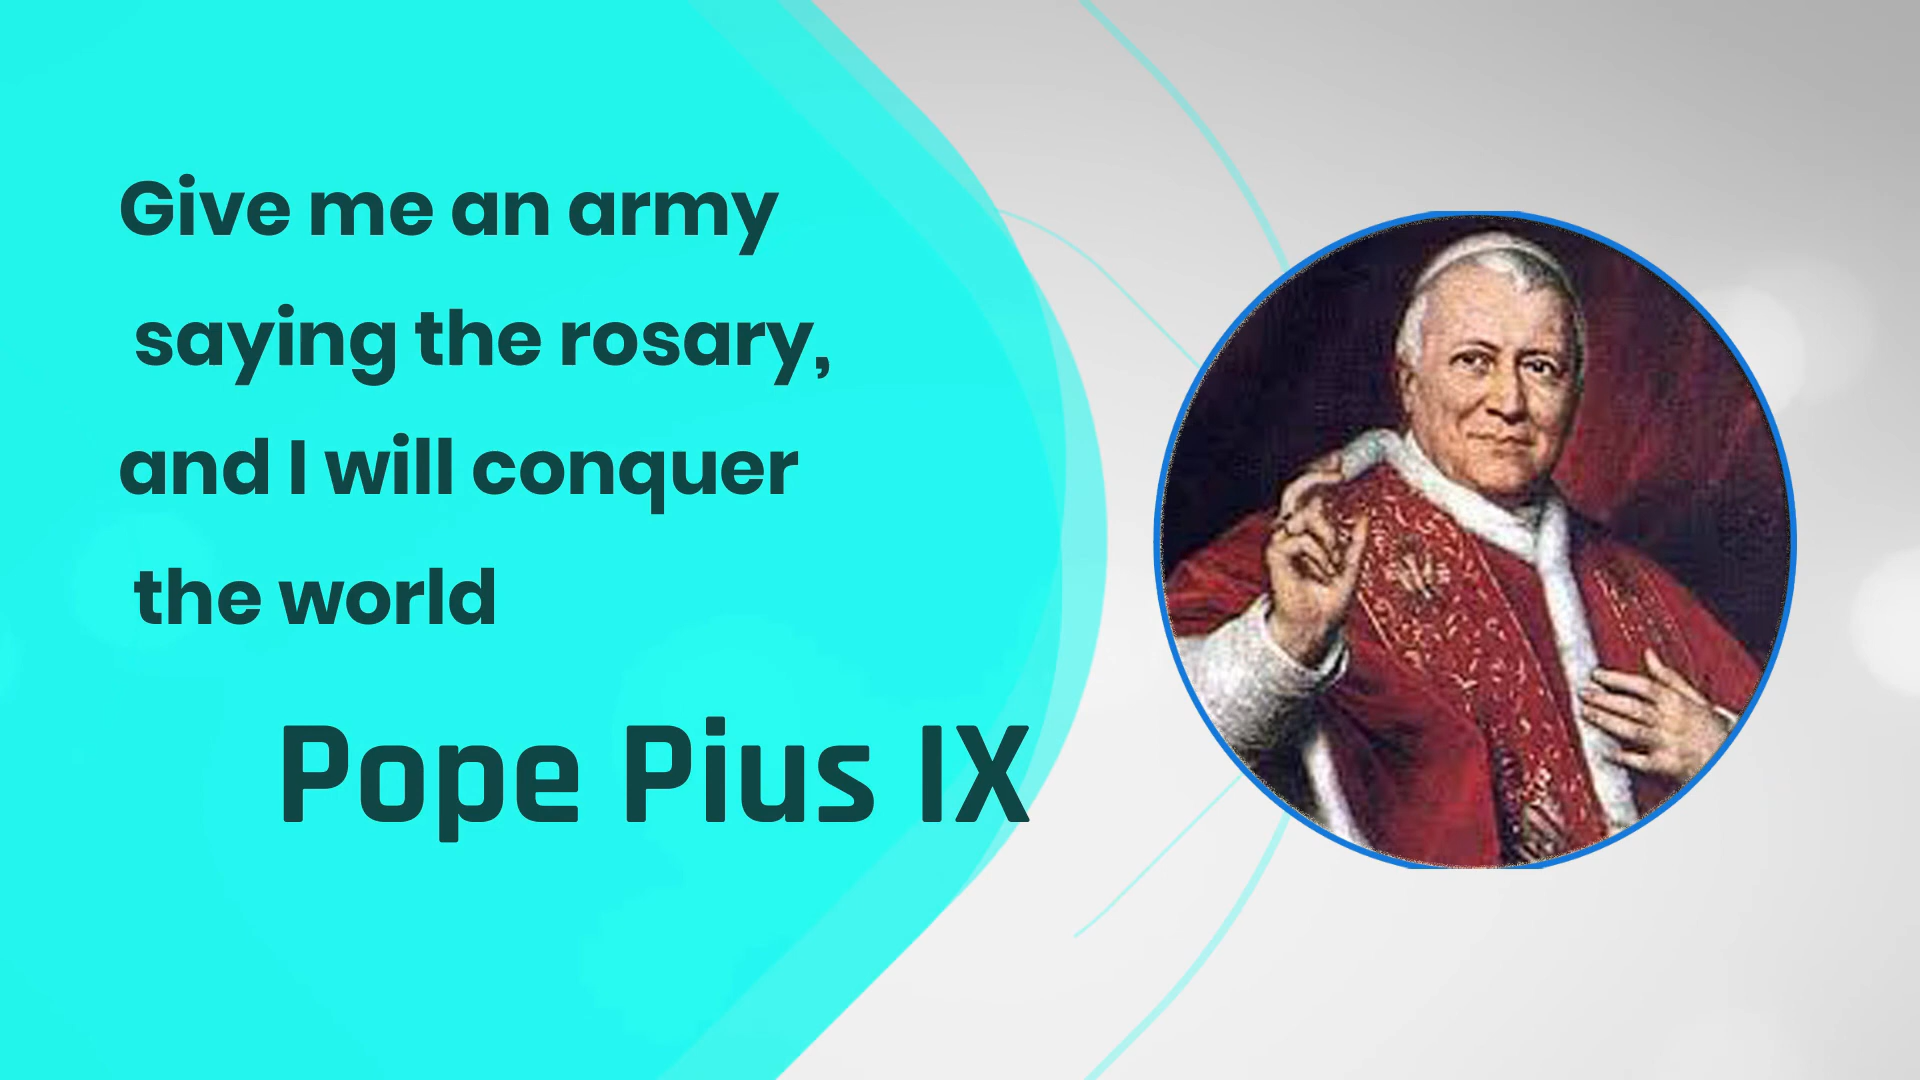 Give me an army
saying the rosary,
and I will conquer
the world
Pope Pius IX